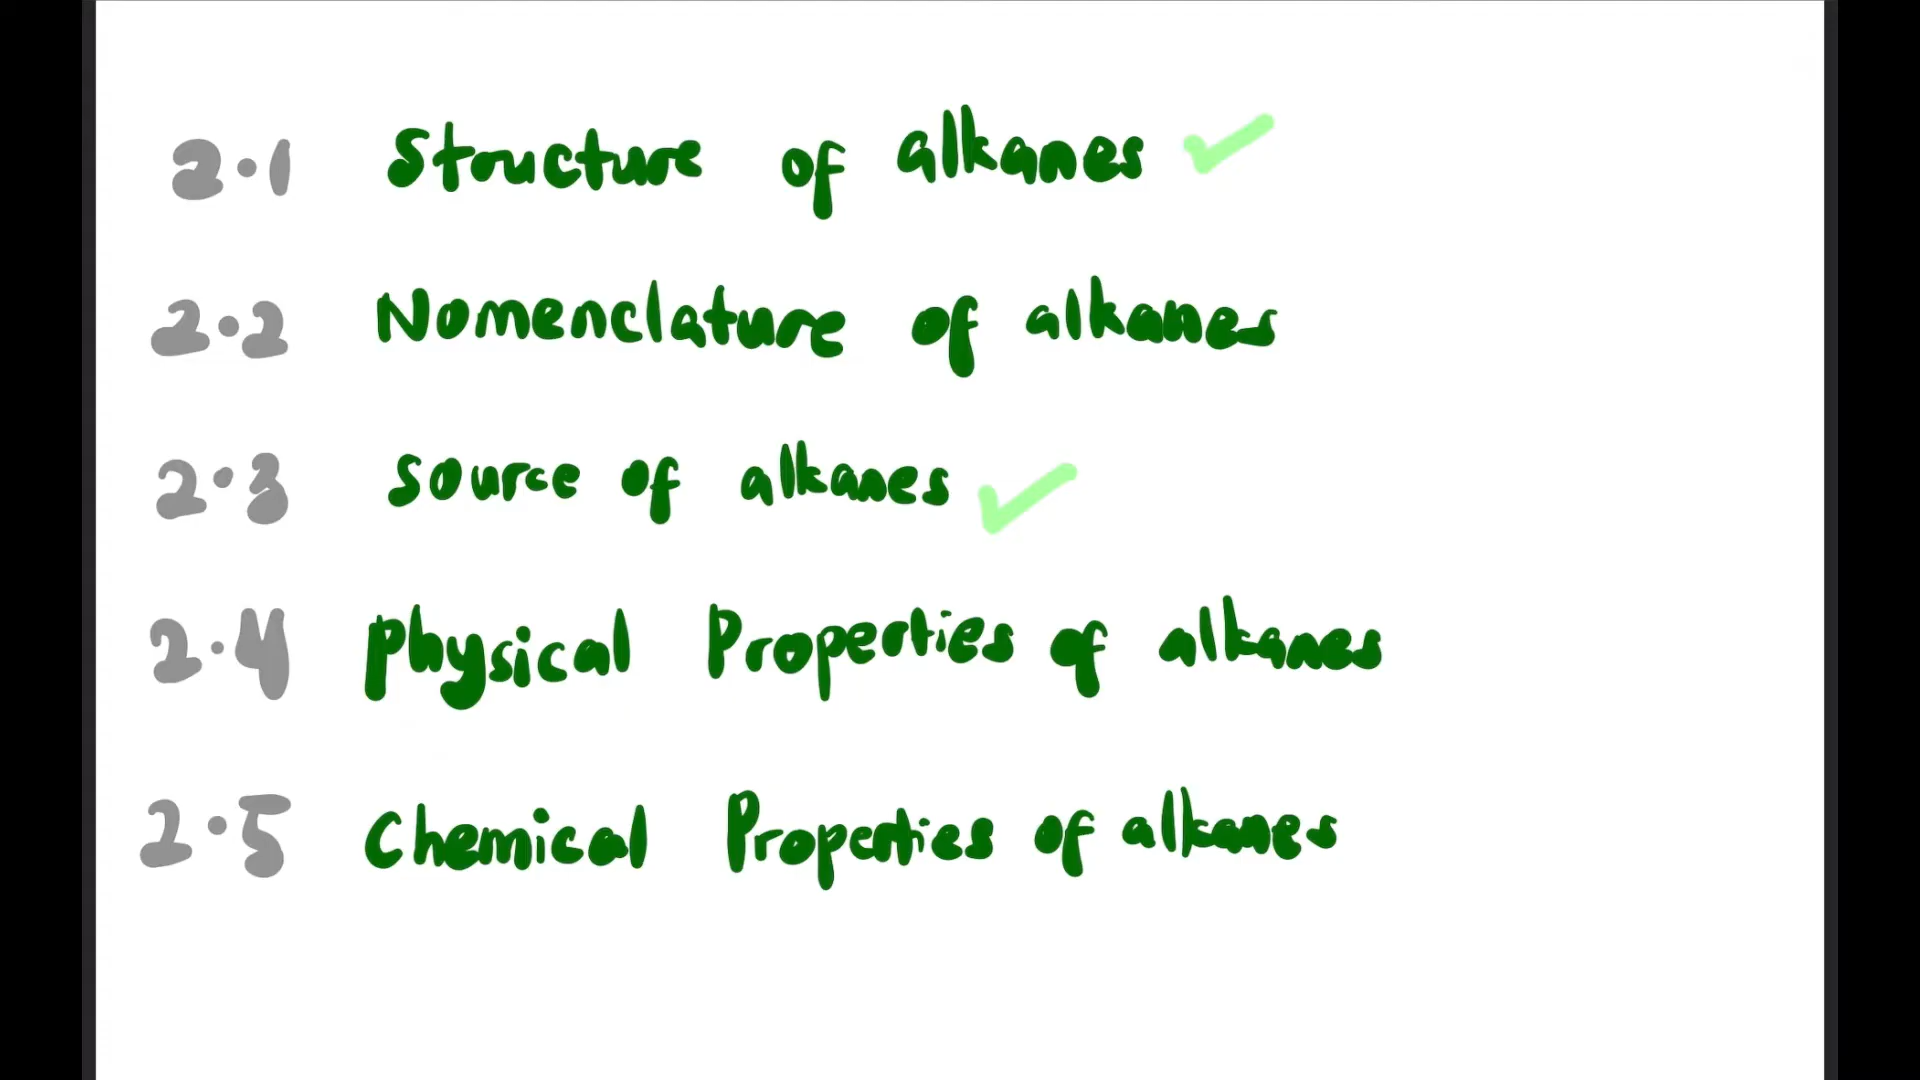 2.1 Structure of alkanes ✓
2.2 Nomenclature of alkanes
2.3 Source of alkanes ✓
2.4 Physical Properties of alkanes
2.5 Chemical Properties of alkanes